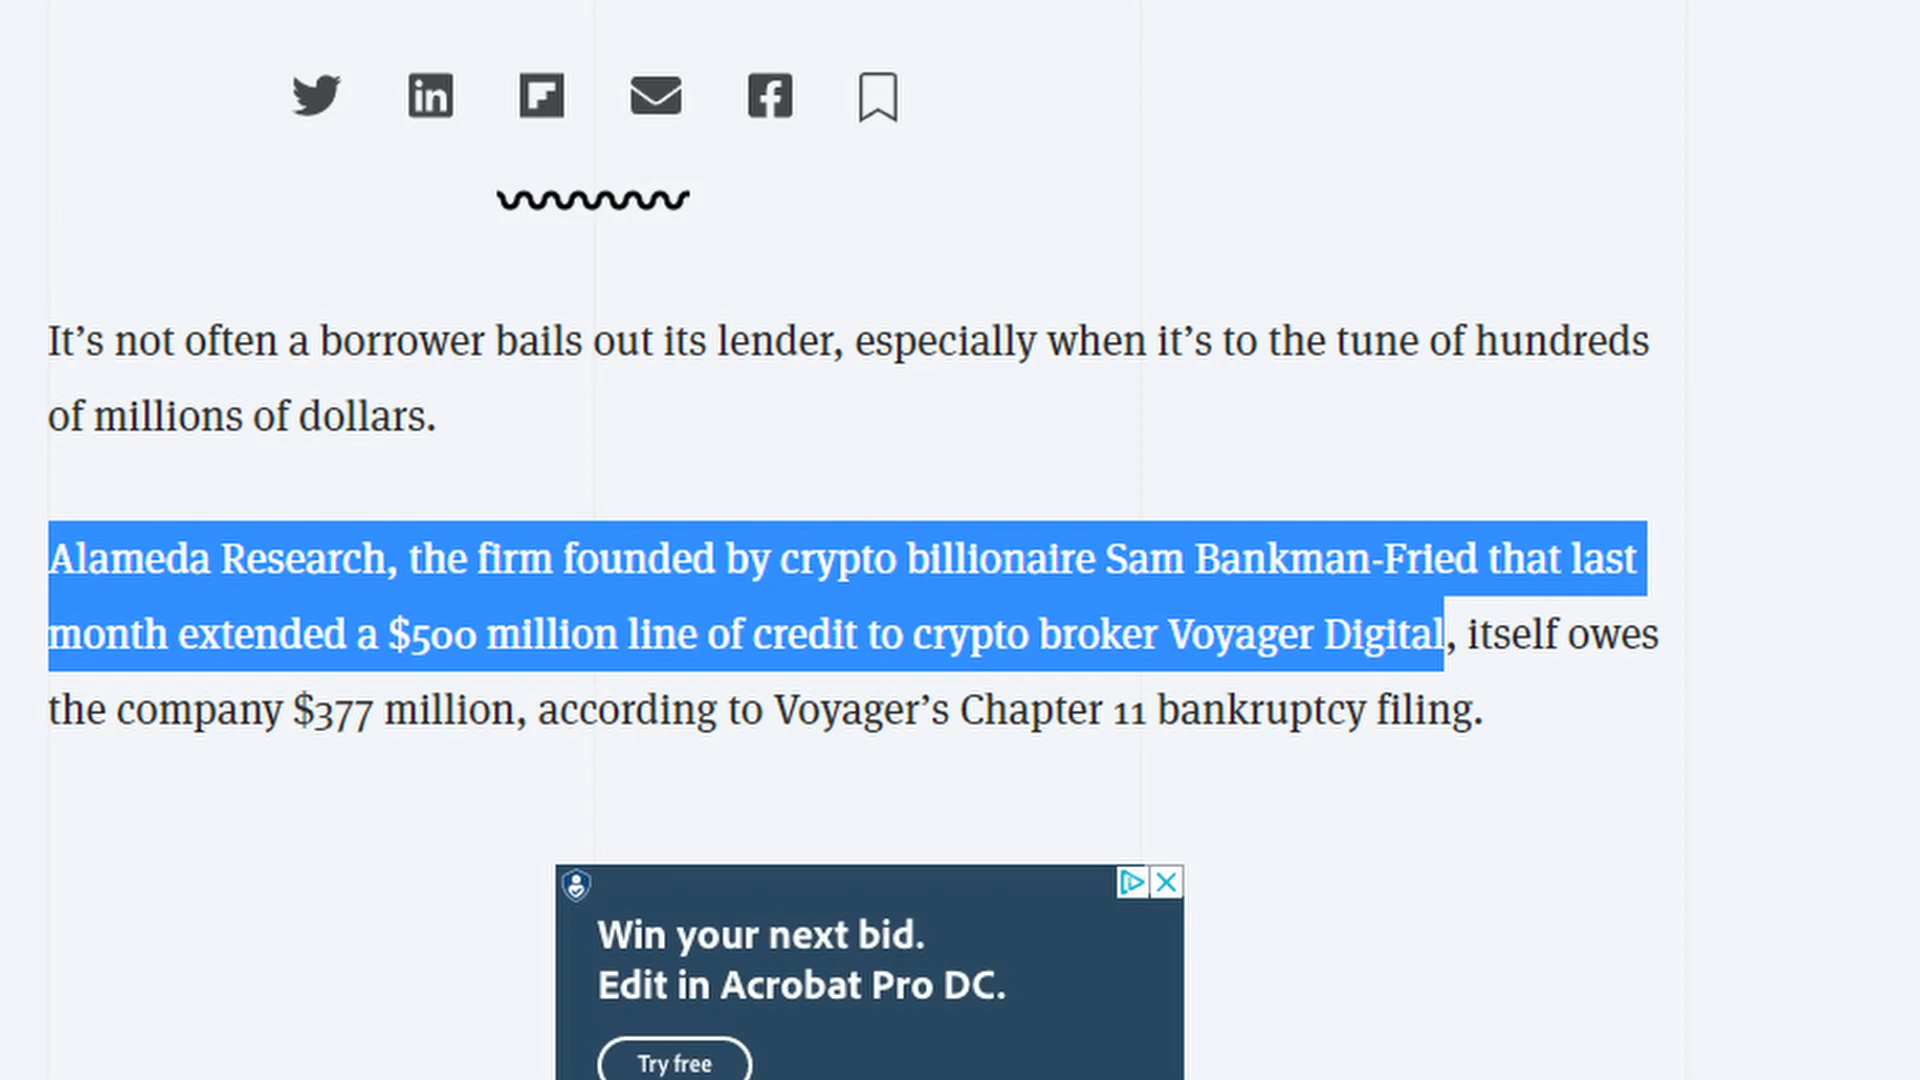 It’s not often a borrower bails out its lender, especially when it’s to the tune of hundreds
of millions of dollars.
Alameda Research, the firm founded by crypto billionaire Sam Bankman-Fried that last
month extended a $500 million line of credit to crypto broker Voyager Digital, itself owes
the company $377 million, according to Voyager’s Chapter 11 bankruptcy filing.
Win your next bid.
Edit in Acrobat Pro DC.
Try free